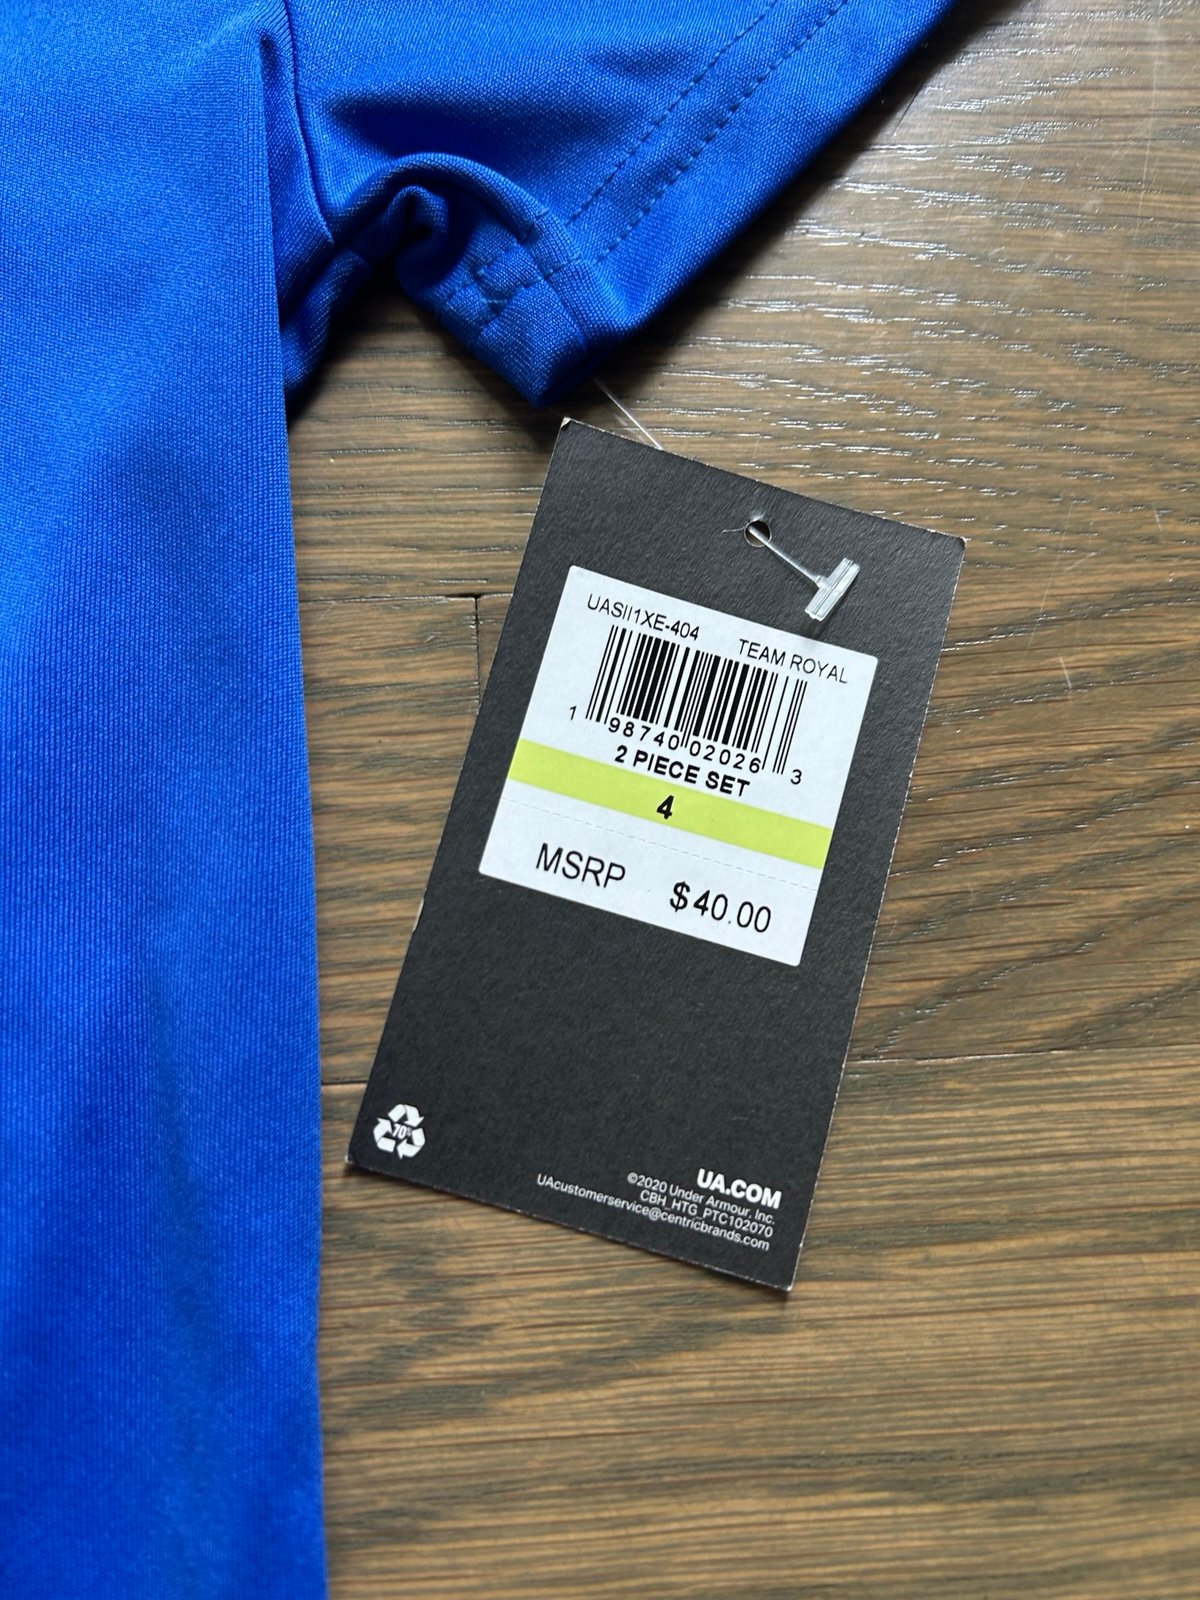 UASII1XE-404 TEAM ROYAL
1 98740 02026 3
2 PIECE SET
4
MSRP $40.00
70%
UA.COM
©2020 Under Armour, Inc.
CBH_HTG_PTC102070
UAcustomerservice@centricbrands.com